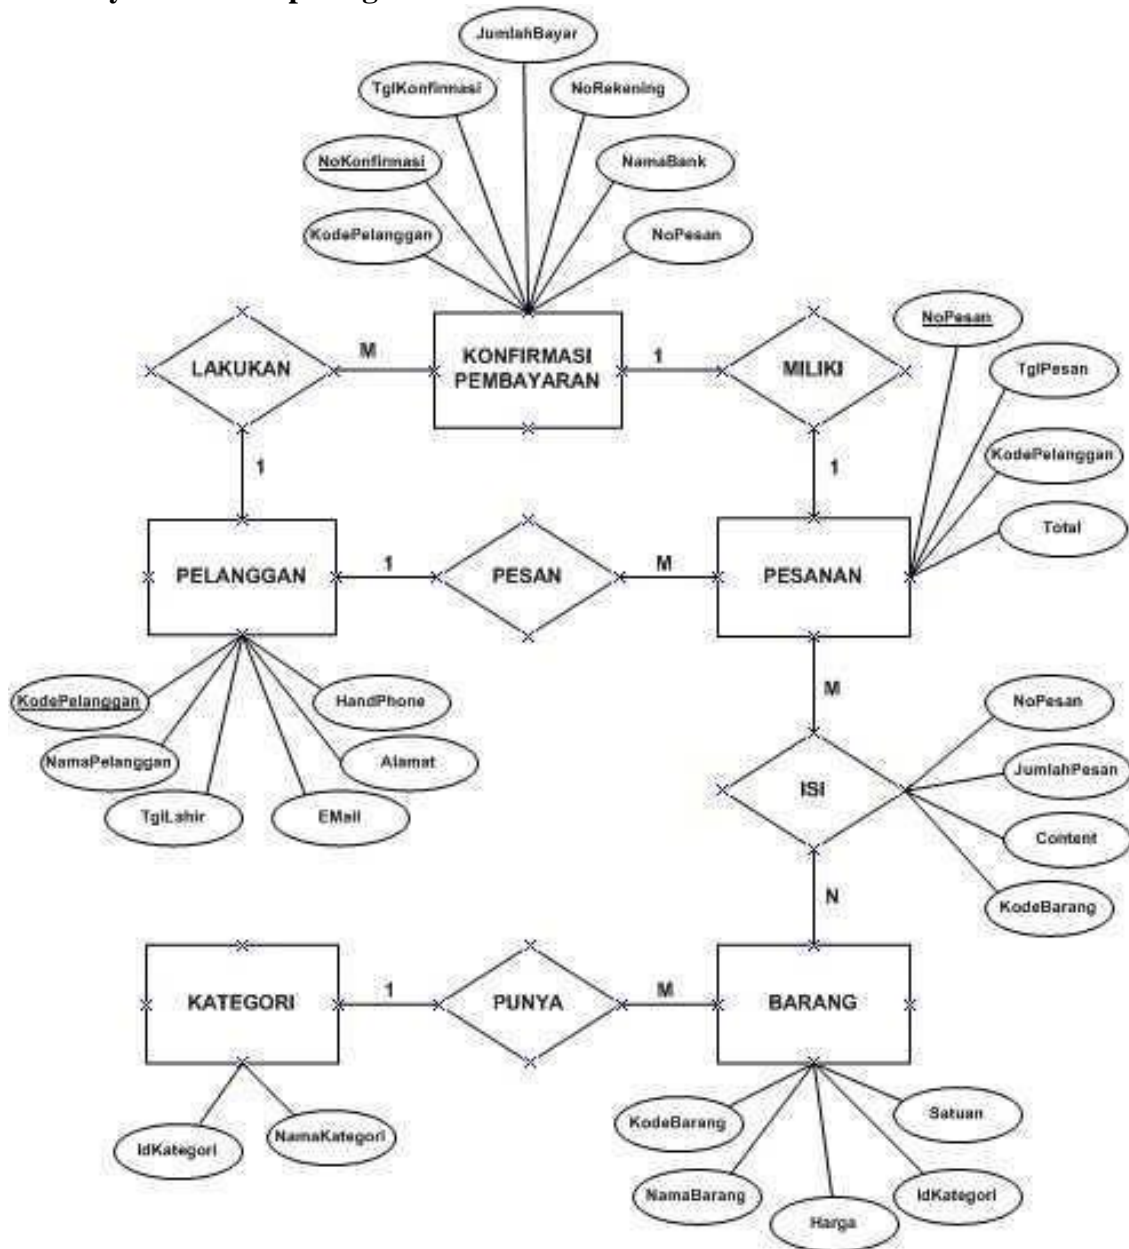 JumlahBayar
TglKonfirmasi
NoRekening
NoKonfirmasi
NamaBank
KodePelanggan
NoPesan
LAKUKAN
M
KONFIRMASI
PEMBAYARAN
1
MILIKI
NoPesan
TglPesan
KodePelanggan
Total
1
1
PELANGGAN
1
PESAN
M
PESANAN
KodePelanggan
HandPhone
NamaPelanggan
Alamat
TglLahir
EMail
M
ISI
NoPesan
JumlahPesan
Content
KodeBarang
N
KATEGORI
1
PUNYA
M
BARANG
IdKategori
NamaKategori
KodeBarang
Satuan
NamaBarang
IdKategori
Harga